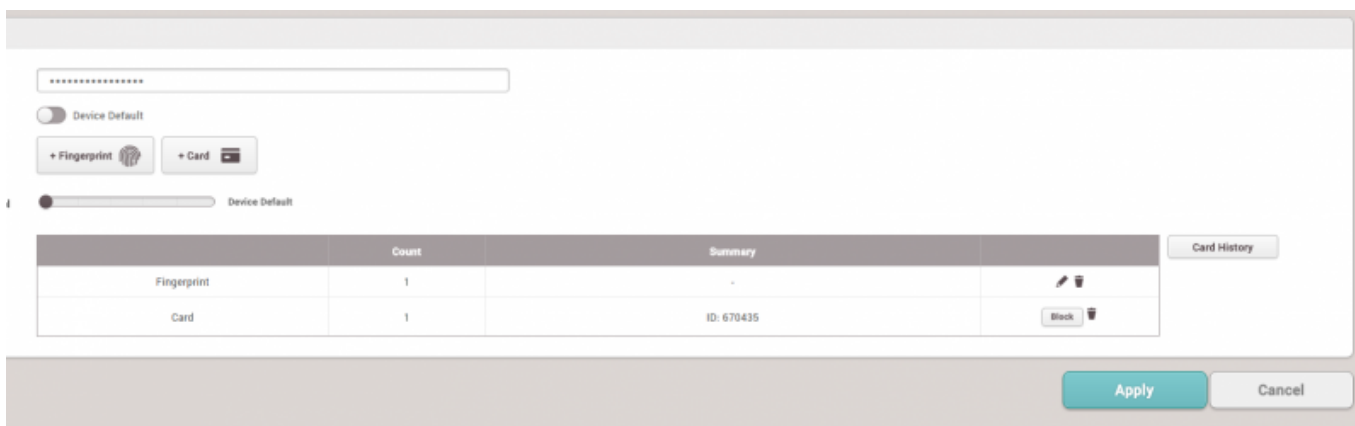 ****************
Device Default
+ Fingerprint
+ Card
Device Default
Count Summary
Card History
Fingerprint 1 -
Card 1 ID: 670435 Block
Apply Cancel